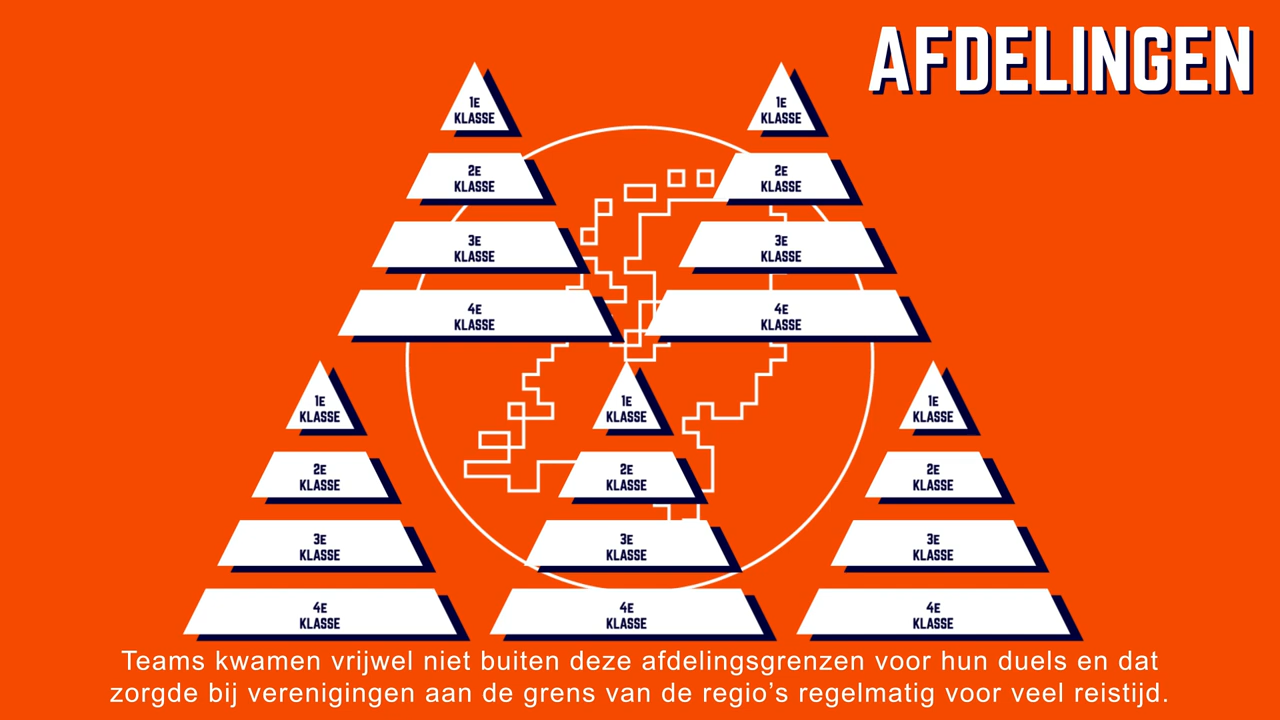 AFDELINGEN
1E
KLASSE
2E
KLASSE
3E
KLASSE
4E
KLASSE
1E
KLASSE
2E
KLASSE
3E
KLASSE
4E
KLASSE
1E
KLASSE
2E
KLASSE
3E
KLASSE
4E
KLASSE
1E
KLASSE
2E
KLASSE
3E
KLASSE
4E
KLASSE
1E
KLASSE
2E
KLASSE
3E
KLASSE
4E
KLASSE
Teams kwamen vrijwel niet buiten deze afdelingsgrenzen voor hun duels en dat
zorgde bij verenigingen aan de grens van de regio’s regelmatig voor veel reistijd.